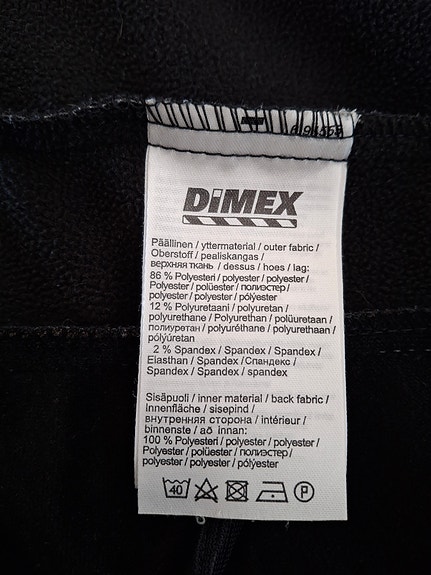 DiMEX
Päällinen / yttermaterial / outer fabric /
Oberstoff / pealiskangas /
верхняя ткань / dessus / hoes / lag:
86 % Polyesteri / polyester / polyester /
Polyester / polüester / полиэстер /
polyester / polyester / pólýester
12 % Polyuretaani / polyuretan /
polyurethane / Polyurethan / polüuretaan /
полиуретан / polyuréthane / polyurethaan /
pólýúretan
2 % Spandex / Spandex / Spandex /
Elasthan / Spandex /Спандекс /
Spandex / Spandex / spandex
Sisäpuoli / inner material / back fabric /
Innenfläche / sisepind /
внутренняя сторона / intérieur /
binnenste / að innan:
100 % Polyesteri / polyester / polyester /
Polyester / polüester / полиэстер /
polyester / polyester / pólýester
40 P